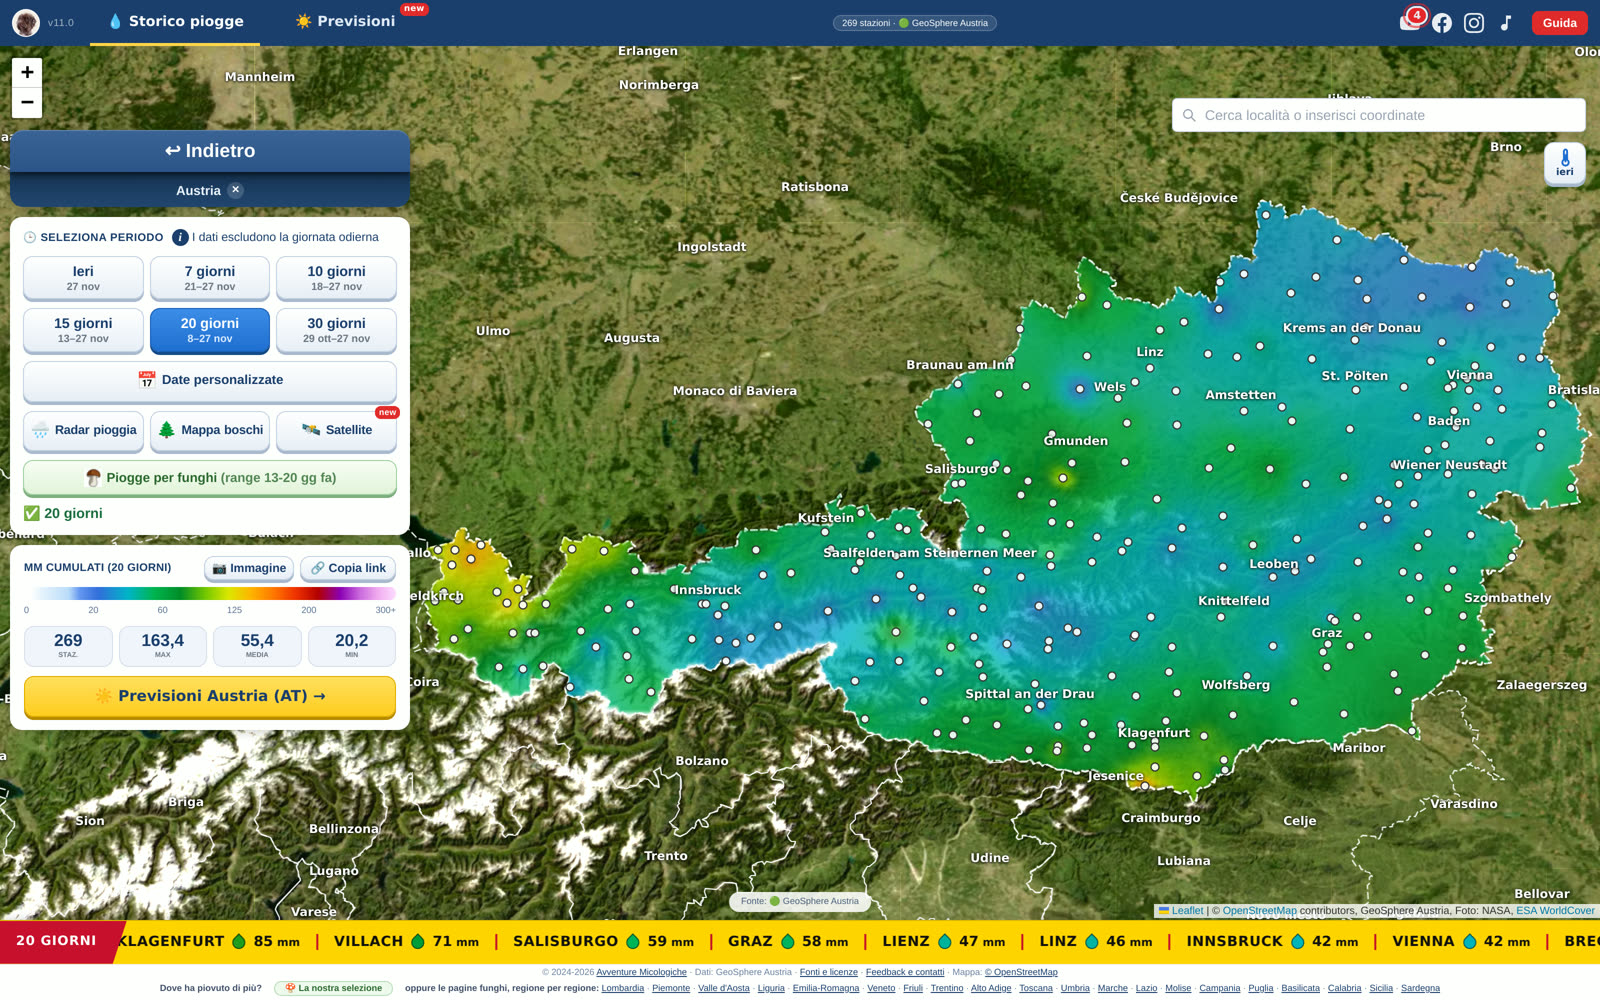 v11.0
Storico piogge
Previsioni
new
269 stazioni · GeoSphere Austria
4
Guida
+
−
Erlangen
Mannheim
Norimberga
Cerca località o inserisci coordinate
Brno
ieri
↩ Indietro
Austria ×
Ratisbona
České Budějovice
SELEZIONA PERIODO i I dati escludono la giornata odierna
Ingolstadt
Ieri
27 nov
7 giorni
21–27 nov
10 giorni
18–27 nov
15 giorni
13–27 nov
20 giorni
8–27 nov
30 giorni
29 ott–27 nov
Ulmo
Augusta
Krems an der Donau
Linz
Braunau am Inn
Date personalizzate
Monaco di Baviera
Wels
Amstetten
St. Pölten
Vienna
Bratisla
new
Radar pioggia
Mappa boschi
Satellite
Baden
Gmunden
Salisburgo
Wiener Neustadt
Piogge per funghi (range 13-20 gg fa)
20 giorni
Kufstein
Saalfelden am Steinernen Meer
MM CUMULATI (20 GIORNI)
Immagine
Copia link
Leoben
0 20 60 125 200 300+
eldkirch
Innsbruck
Knittelfeld
Szombathely
269
STAZ.
163,4
MAX
55,4
MEDIA
20,2
MIN
Graz
Coira
Previsioni Austria (AT) →
Spittal an der Drau
Wolfsberg
Zalaegerszeg
Klagenfurt
Maribor
Bolzano
Jesenice
Briga
Varasdino
Sion
Bellinzona
Craimburgo
Celje
Trento
Udine
Lubiana
Lugano
Bellovar
Varese
Fonte: GeoSphere Austria
Leaflet | © OpenStreetMap contributors, GeoSphere Austria, Foto: NASA, ESA WorldCover
20 GIORNI
KLAGENFURT 85 mm | VILLACH 71 mm | SALISBURGO 59 mm | GRAZ 58 mm | LIENZ 47 mm | LINZ 46 mm | INNSBRUCK 42 mm | VIENNA 42 mm | BRE
© 2024-2026 Avventure Micologiche · Dati: GeoSphere Austria · Fonti e licenze · Feedback e contatti · Mappa: © OpenStreetMap
Dove ha piovuto di più? La nostra selezione oppure le pagine funghi, regione per regione: Lombardia · Piemonte · Valle d'Aosta · Liguria · Emilia-Romagna · Veneto · Friuli · Trentino · Alto Adige · Toscana · Umbria · Marche · Lazio · Molise · Campania · Puglia · Basilicata · Calabria · Sicilia · Sardegna